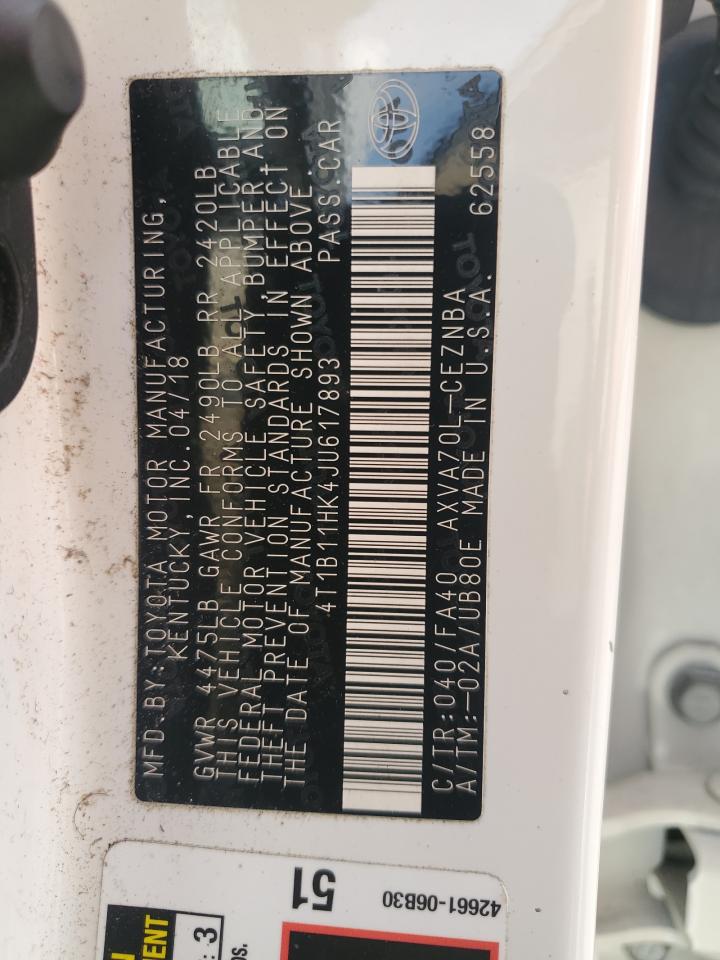 MFD.BY:TOYOTA MOTOR MANUFACTURING,
KENTUCKY, INC.04/18
GVWR 4475LB GAWR FR 2490LB RR 2420LB
THIS VEHICLE CONFORMS TO ALL APPLICABLE
FEDERAL MOTOR VEHICLE SAFETY, BUMPER, AND
THEFT PREVENTION STANDARDS IN EFFECT ON
THE DATE OF MANUFACTURE SHOWN ABOVE.
4T1B11HK4JU617893 PASS.CAR
C/TR:040/FA40 AXVA70L-CEZNBA
A/TM:-02A/UB80E MADE IN U.S.A. 62558
51
42661-06B30
: 3